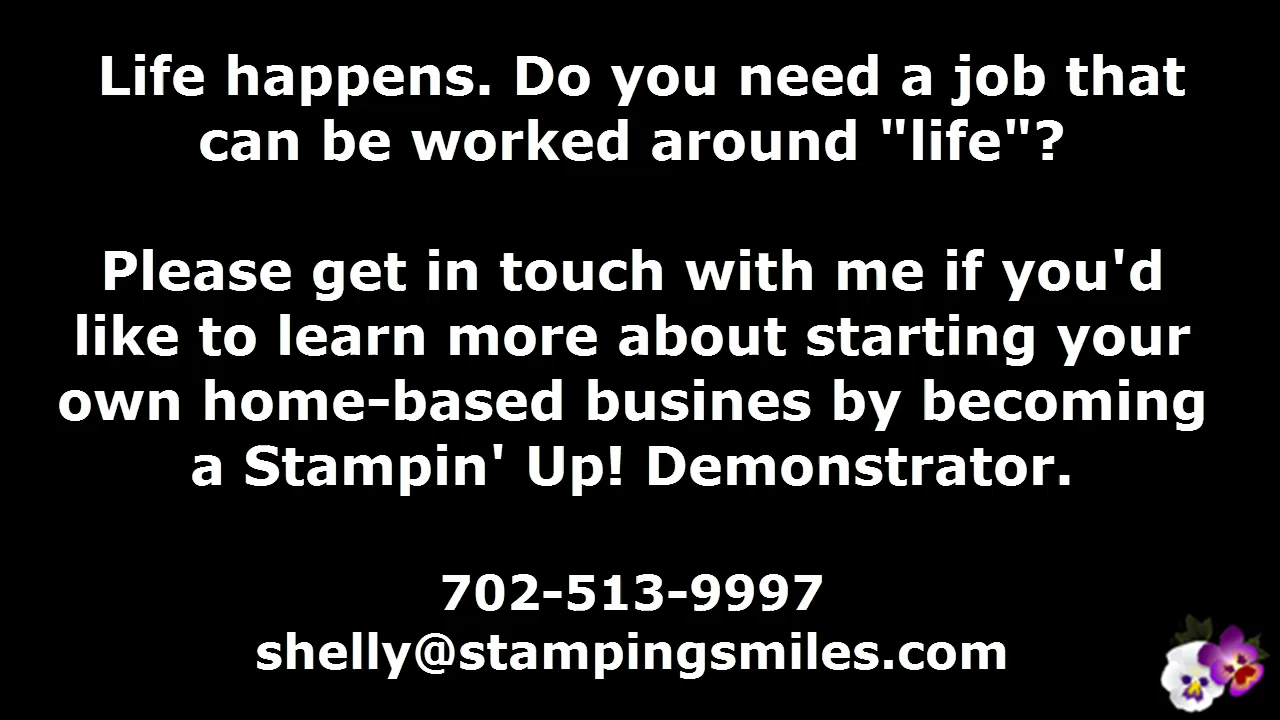 Life happens. Do you need a job that
can be worked around "life"?
Please get in touch with me if you'd
like to learn more about starting your
own home-based busines by becoming
a Stampin' Up! Demonstrator.
702-513-9997
shelly@stampingsmiles.com